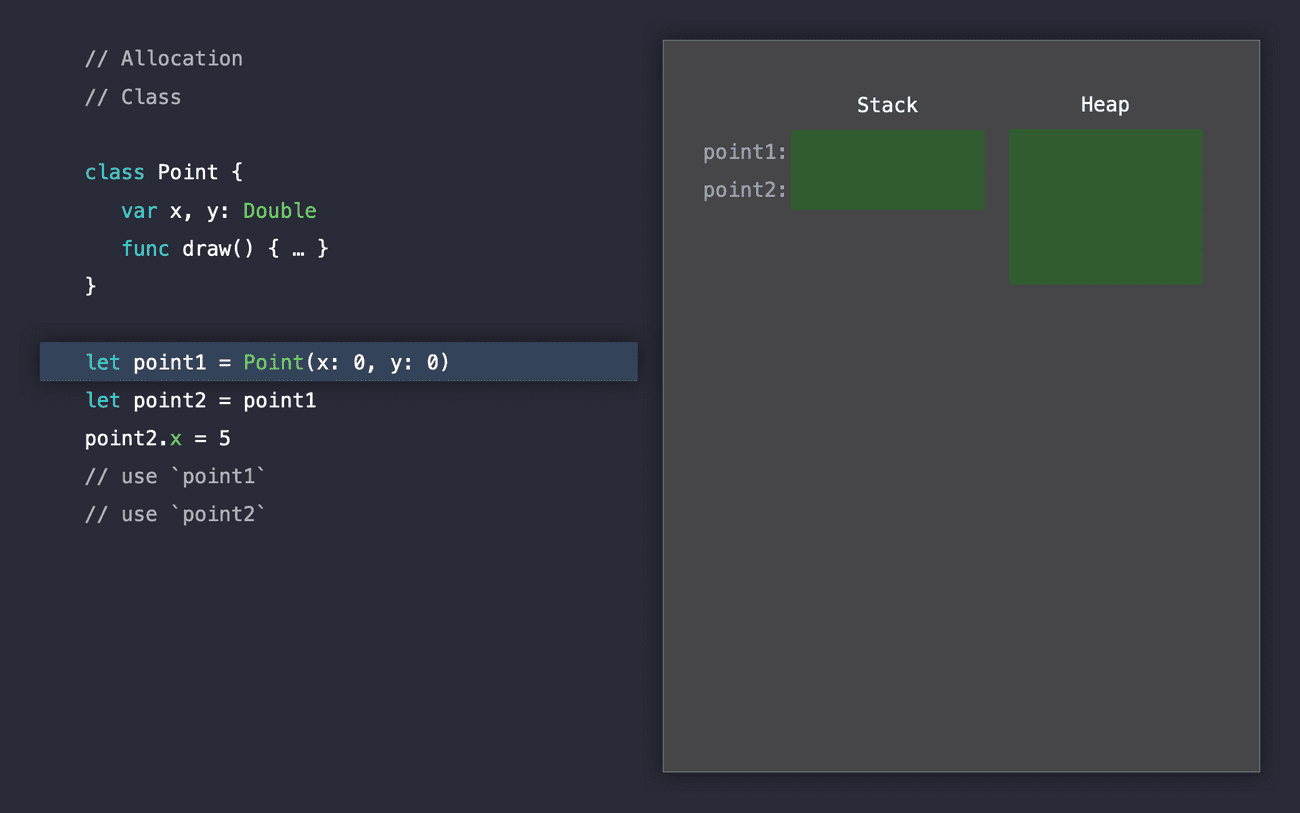 // Allocation
// Class
class Point {
var x, y: Double
func draw() { … }
}
let point1 = Point(x: 0, y: 0)
let point2 = point1
point2.x = 5
// use `point1`
// use `point2`
Stack Heap
point1:
point2: